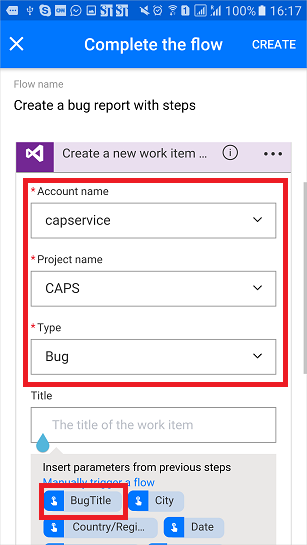 100% 16:17
Complete the flow CREATE
Flow name
Create a bug report with steps
Create a new work item ...
*Account name
capservice
*Project name
CAPS
*Type
Bug
Title
The title of the work item
Insert parameters from previous steps
Manually trigger a flow
BugTitle City
Country/Regi... Date